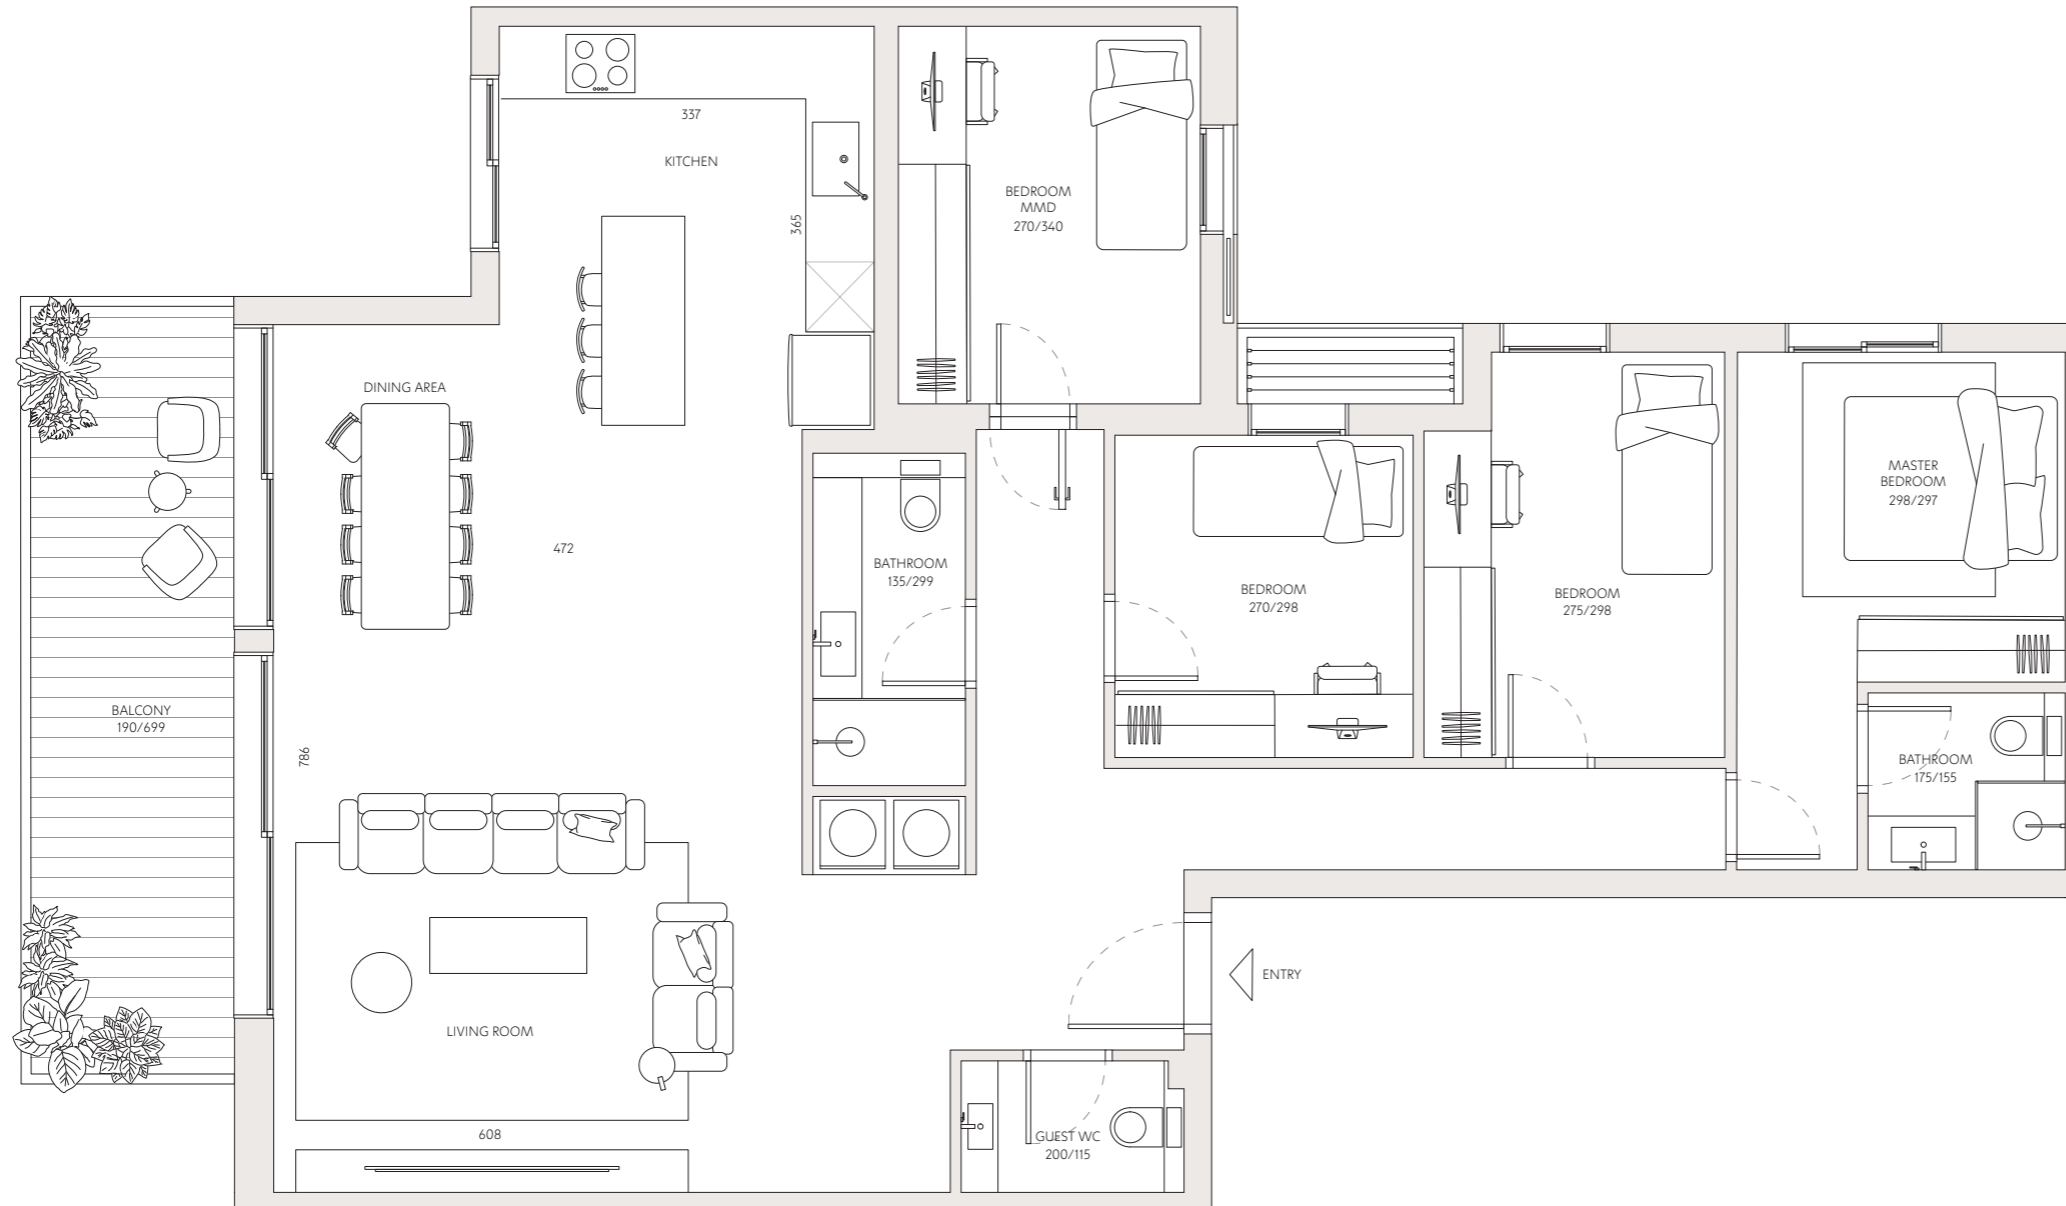 337
KITCHEN
365
BEDROOM
MMD
270/340
DINING AREA
472
BATHROOM
135/299
BEDROOM
270/298
BEDROOM
275/298
MASTER
BEDROOM
298/297
BALCONY
190/699
786
BATHROOM
175/155
ENTRY
LIVING ROOM
608
GUEST WC
200/115